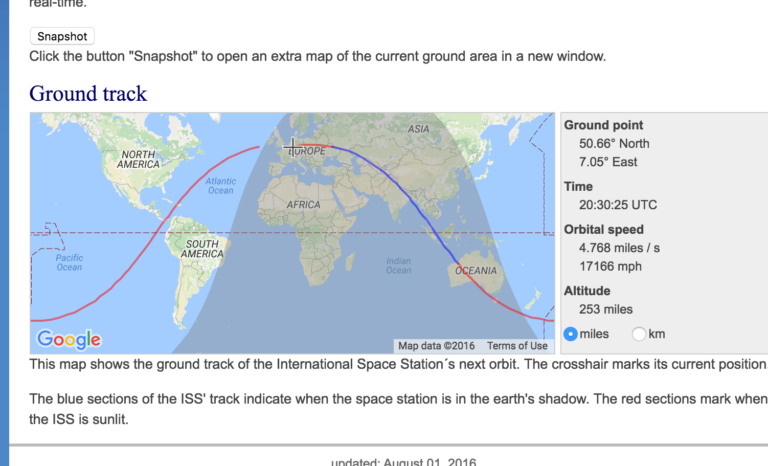 real-time.
Snapshot
Click the button "Snapshot" to open an extra map of the current ground area in a new window.
Ground track
ASIA
EUROPE
NORTH
AMERICA
Atlantic
Ocean
AFRICA
SOUTH
AMERICA
Pacific
Ocean
Indian
Ocean
OCEANIA
Google
Map data ©2016 Terms of Use
Ground point
50.66° North
7.05° East
Time
20:30:25 UTC
Orbital speed
4.768 miles / s
17166 mph
Altitude
253 miles
miles km
This map shows the ground track of the International Space Station´s next orbit. The crosshair marks its current position.
The blue sections of the ISS' track indicate when the space station is in the earth's shadow. The red sections mark when
the ISS is sunlit.
updated: August 01, 2016